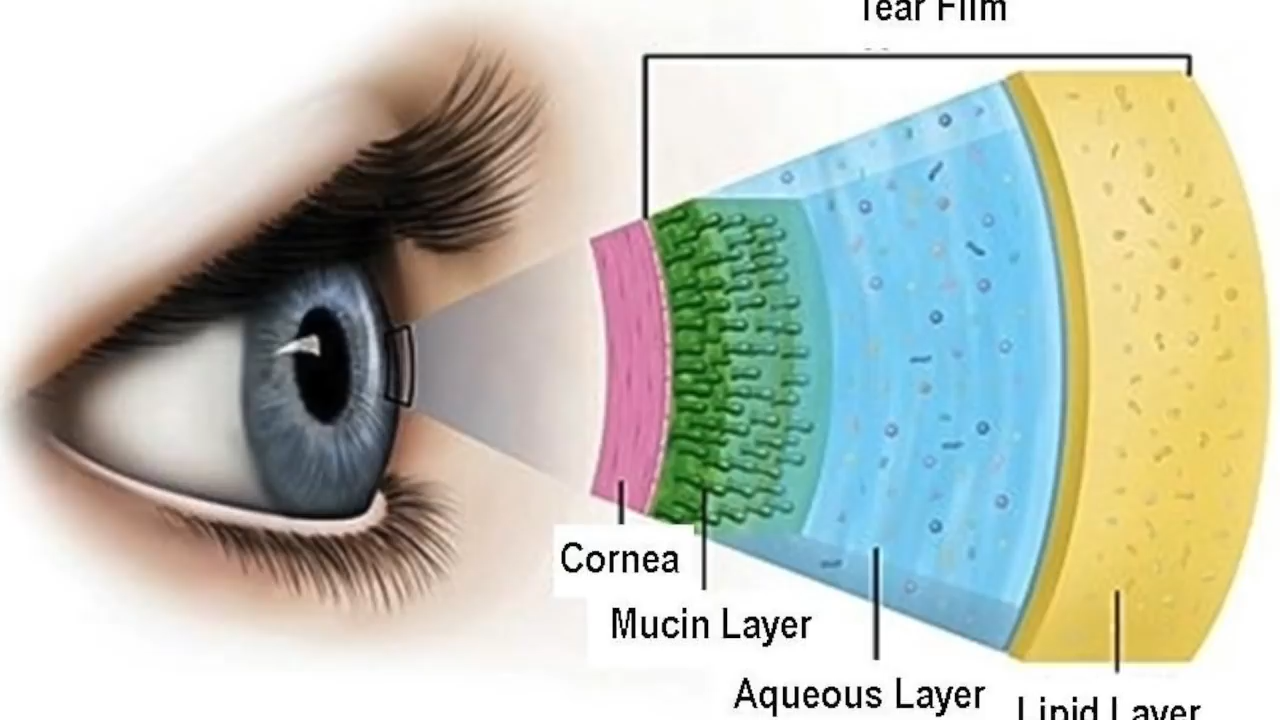 Tear Film
Cornea
Mucin Layer
Aqueous Layer
Lipid Layer